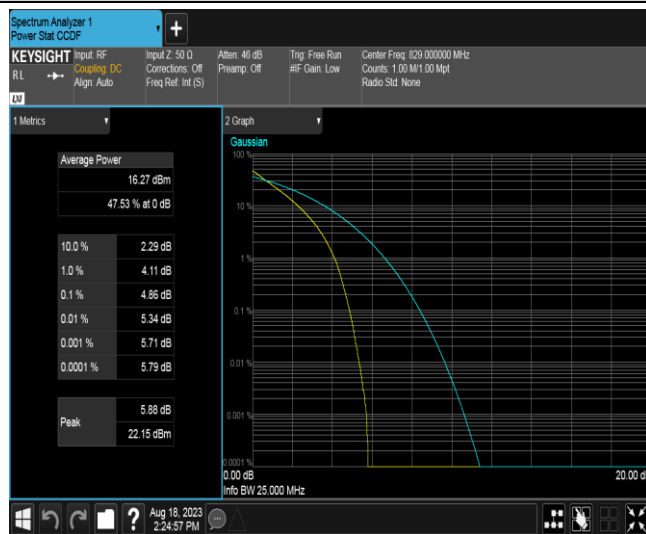 Spectrum Analyzer 1
Power Stat CCDF
KEYSIGHT
RL
LXI
Input: RF
Coupling: DC
Align: Auto
Input Z: 50 Ω
Corrections: Off
Freq Ref: Int (S)
Atten: 46 dB
Preamp: Off
Trig: Free Run
#IF Gain: Low
Center Freq: 829.000000 MHz
Counts: 1.00 M/1.00 Mpt
Radio Std: None
1 Metrics
Average Power
16.27 dBm
47.53 % at 0 dB
10.0 % 2.29 dB
1.0 % 4.11 dB
0.1 % 4.86 dB
0.01 % 5.34 dB
0.001 % 5.71 dB
0.0001 % 5.79 dB
Peak
5.88 dB
22.15 dBm
2 Graph
Gaussian
100 %
10 %
1 %
0.1 %
0.01 %
0.001 %
0.0001 %
0.00 dB
20.00 d
Info BW 25.000 MHz
Aug 18, 2023
2:24:57 PM